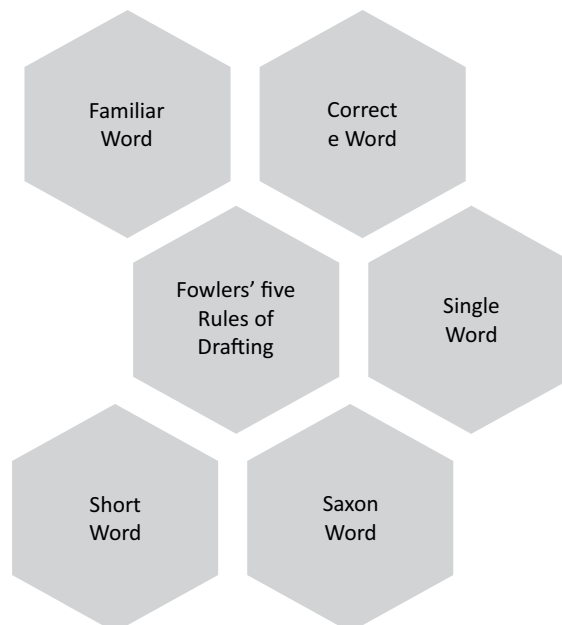 Familiar
Word
Correct
e Word
Fowlers’ five
Rules of
Drafting
Single
Word
Short
Word
Saxon
Word